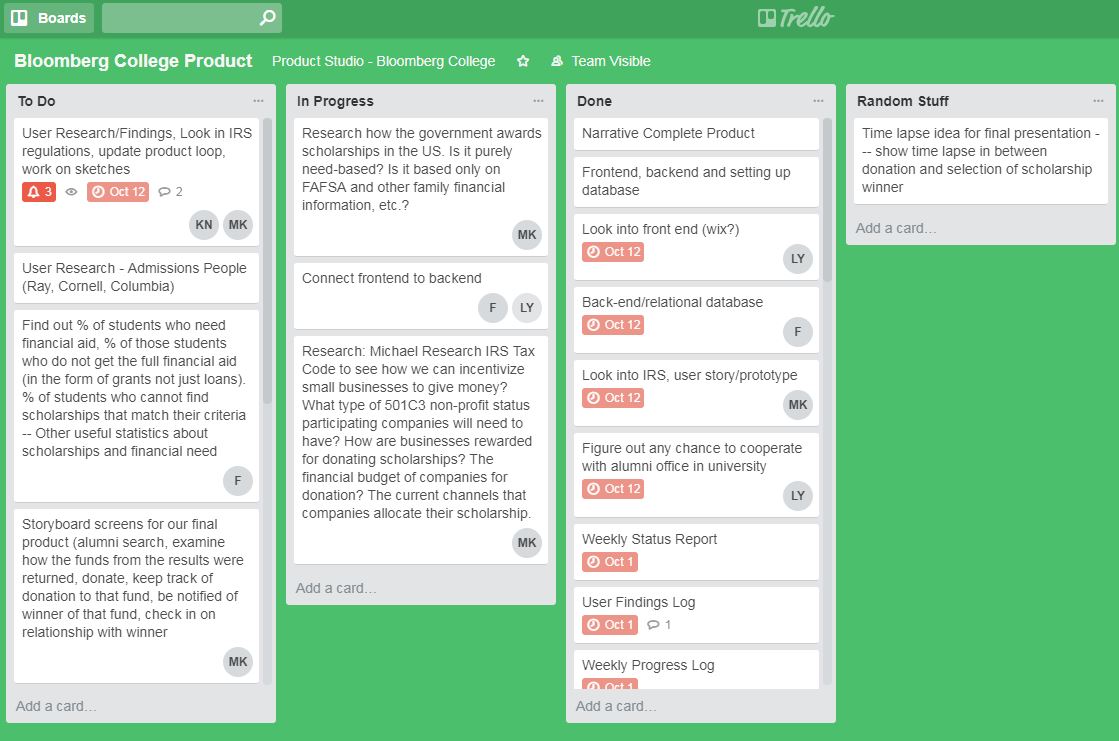 Boards
Trello
Bloomberg College Product
Product Studio - Bloomberg College
Team Visible
To Do
User Research/Findings, Look in IRS
regulations, update product loop,
work on sketches
3
Oct 12
2
KN
MK
User Research - Admissions People
(Ray, Cornell, Columbia)
Find out % of students who need
financial aid, % of those students
who do not get the full financial aid
(in the form of grants not just loans).
% of students who cannot find
scholarships that match their criteria
-- Other useful statistics about
scholarships and financial need
F
Storyboard screens for our final
product (alumni search, examine
how the funds from the results were
returned, donate, keep track of
donation to that fund, be notified of
winner of that fund, check in on
relationship with winner
MK
Add a card...
In Progress
Research how the government awards
scholarships in the US. Is it purely
need-based? Is it based only on
FAFSA and other family financial
information, etc.?
MK
Connect frontend to backend
F
LY
Research: Michael Research IRS Tax
Code to see how we can incentivize
small businesses to give money?
What type of 501C3 non-profit status
participating companies will need to
have? How are businesses rewarded
for donating scholarships? The
financial budget of companies for
donation? The current channels that
companies allocate their scholarship.
MK
Add a card...
Done
Narrative Complete Product
Frontend, backend and setting up
database
Look into front end (wix?)
Oct 12
LY
Back-end/relational database
Oct 12
F
Look into IRS, user story/prototype
Oct 12
MK
Figure out any chance to cooperate
with alumni office in university
Oct 12
LY
Weekly Status Report
Oct 1
User Findings Log
Oct 1
1
Weekly Progress Log
Oct 1
Add a card...
Random Stuff
Time lapse idea for final presentation -
-- show time lapse in between
donation and selection of scholarship
winner
Add a card...